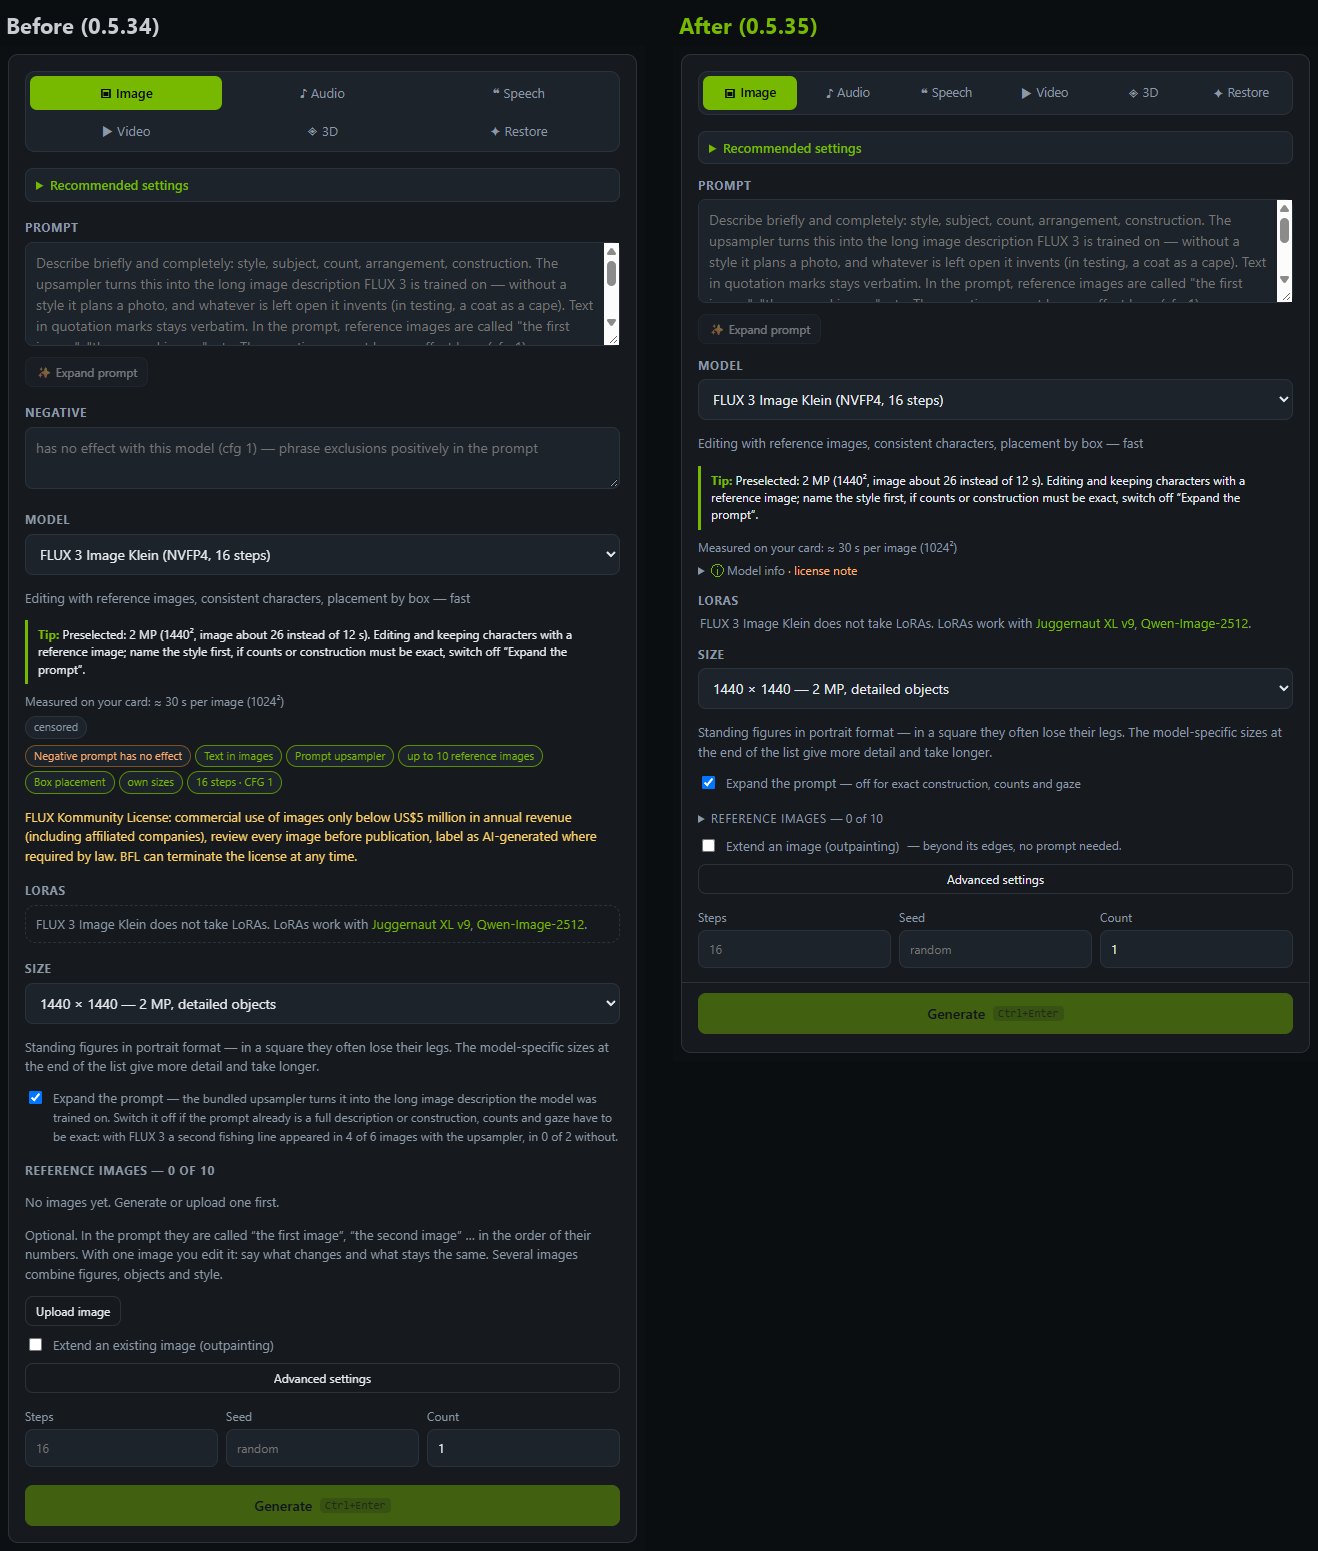 Before (0.5.34)
Image
♪ Audio
❝ Speech
▶ Video
◈ 3D
✦ Restore
▶ Recommended settings
PROMPT
Describe briefly and completely: style, subject, count, arrangement, construction. The
upsampler turns this into the long image description FLUX 3 is trained on — without a
style it plans a photo, and whatever is left open it invents (in testing, a coat as a cape). Text
in quotation marks stays verbatim. In the prompt, reference images are called "the first
✨ Expand prompt
NEGATIVE
has no effect with this model (cfg 1) — phrase exclusions positively in the prompt
MODEL
FLUX 3 Image Klein (NVFP4, 16 steps)
Editing with reference images, consistent characters, placement by box — fast
Tip: Preselected: 2 MP (1440², image about 26 instead of 12 s). Editing and keeping characters with a
reference image; name the style first, if counts or construction must be exact, switch off “Expand the
prompt”.
Measured on your card: ≈ 30 s per image (1024²)
censored
Negative prompt has no effect
Text in images
Prompt upsampler
up to 10 reference images
Box placement
own sizes
16 steps · CFG 1
FLUX Kommunity License: commercial use of images only below US$5 million in annual revenue
(including affiliated companies), review every image before publication, label as AI-generated where
required by law. BFL can terminate the license at any time.
LORAS
FLUX 3 Image Klein does not take LoRAs. LoRAs work with Juggernaut XL v9, Qwen-Image-2512.
SIZE
1440 × 1440 — 2 MP, detailed objects
Standing figures in portrait format — in a square they often lose their legs. The model-specific sizes at
the end of the list give more detail and take longer.
Expand the prompt — the bundled upsampler turns it into the long image description the model was
trained on. Switch it off if the prompt already is a full description or construction, counts and gaze have to
be exact: with FLUX 3 a second fishing line appeared in 4 of 6 images with the upsampler, in 0 of 2 without.
REFERENCE IMAGES — 0 OF 10
No images yet. Generate or upload one first.
Optional. In the prompt they are called “the first image”, “the second image” … in the order of their
numbers. With one image you edit it: say what changes and what stays the same. Several images
combine figures, objects and style.
Upload image
Extend an existing image (outpainting)
Advanced settings
Steps
Seed
Count
16
random
1
Generate Ctrl+Enter
After (0.5.35)
Image
♪ Audio
❝ Speech
▶ Video
◈ 3D
✦ Restore
▶ Recommended settings
PROMPT
Describe briefly and completely: style, subject, count, arrangement, construction. The
upsampler turns this into the long image description FLUX 3 is trained on — without a
style it plans a photo, and whatever is left open it invents (in testing, a coat as a cape). Text
in quotation marks stays verbatim. In the prompt, reference images are called "the first
✨ Expand prompt
MODEL
FLUX 3 Image Klein (NVFP4, 16 steps)
Editing with reference images, consistent characters, placement by box — fast
Tip: Preselected: 2 MP (1440², image about 26 instead of 12 s). Editing and keeping characters with a
reference image; name the style first, if counts or construction must be exact, switch off “Expand the
prompt”.
Measured on your card: ≈ 30 s per image (1024²)
▶ ⓘ Model info · license note
LORAS
FLUX 3 Image Klein does not take LoRAs. LoRAs work with Juggernaut XL v9, Qwen-Image-2512.
SIZE
1440 × 1440 — 2 MP, detailed objects
Standing figures in portrait format — in a square they often lose their legs. The model-specific sizes at
the end of the list give more detail and take longer.
Expand the prompt — off for exact construction, counts and gaze
▶ REFERENCE IMAGES — 0 of 10
Extend an image (outpainting) — beyond its edges, no prompt needed.
Advanced settings
Steps
Seed
Count
16
random
1
Generate Ctrl+Enter